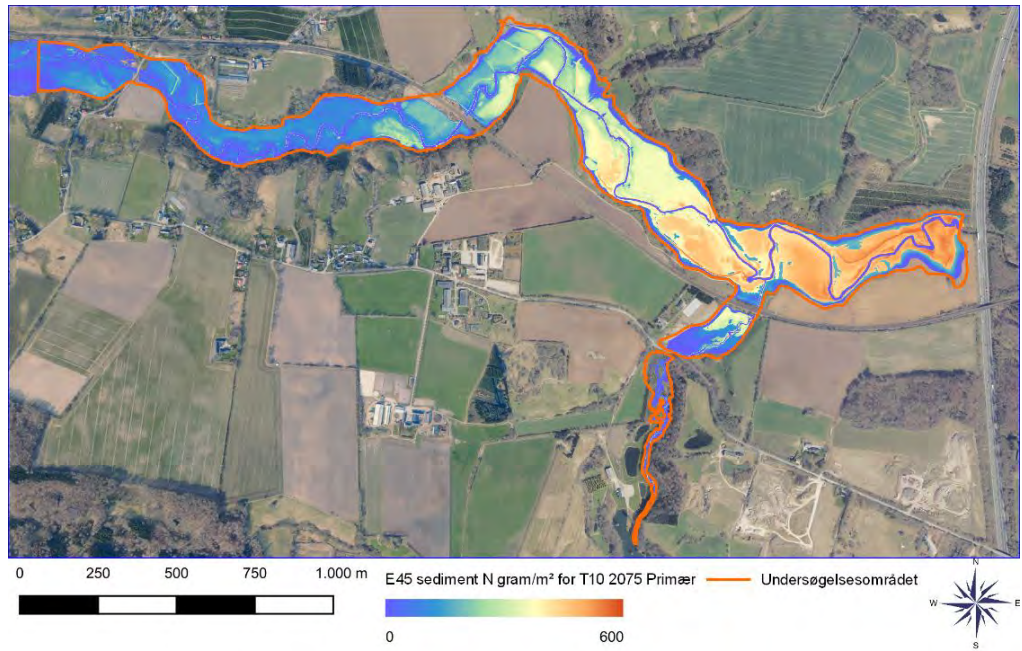 0 250 500 750 1.000 m
E45 sediment N gram/m² for T10 2075 Primær
Undersøgelsesområdet
0 600
N
W E
S